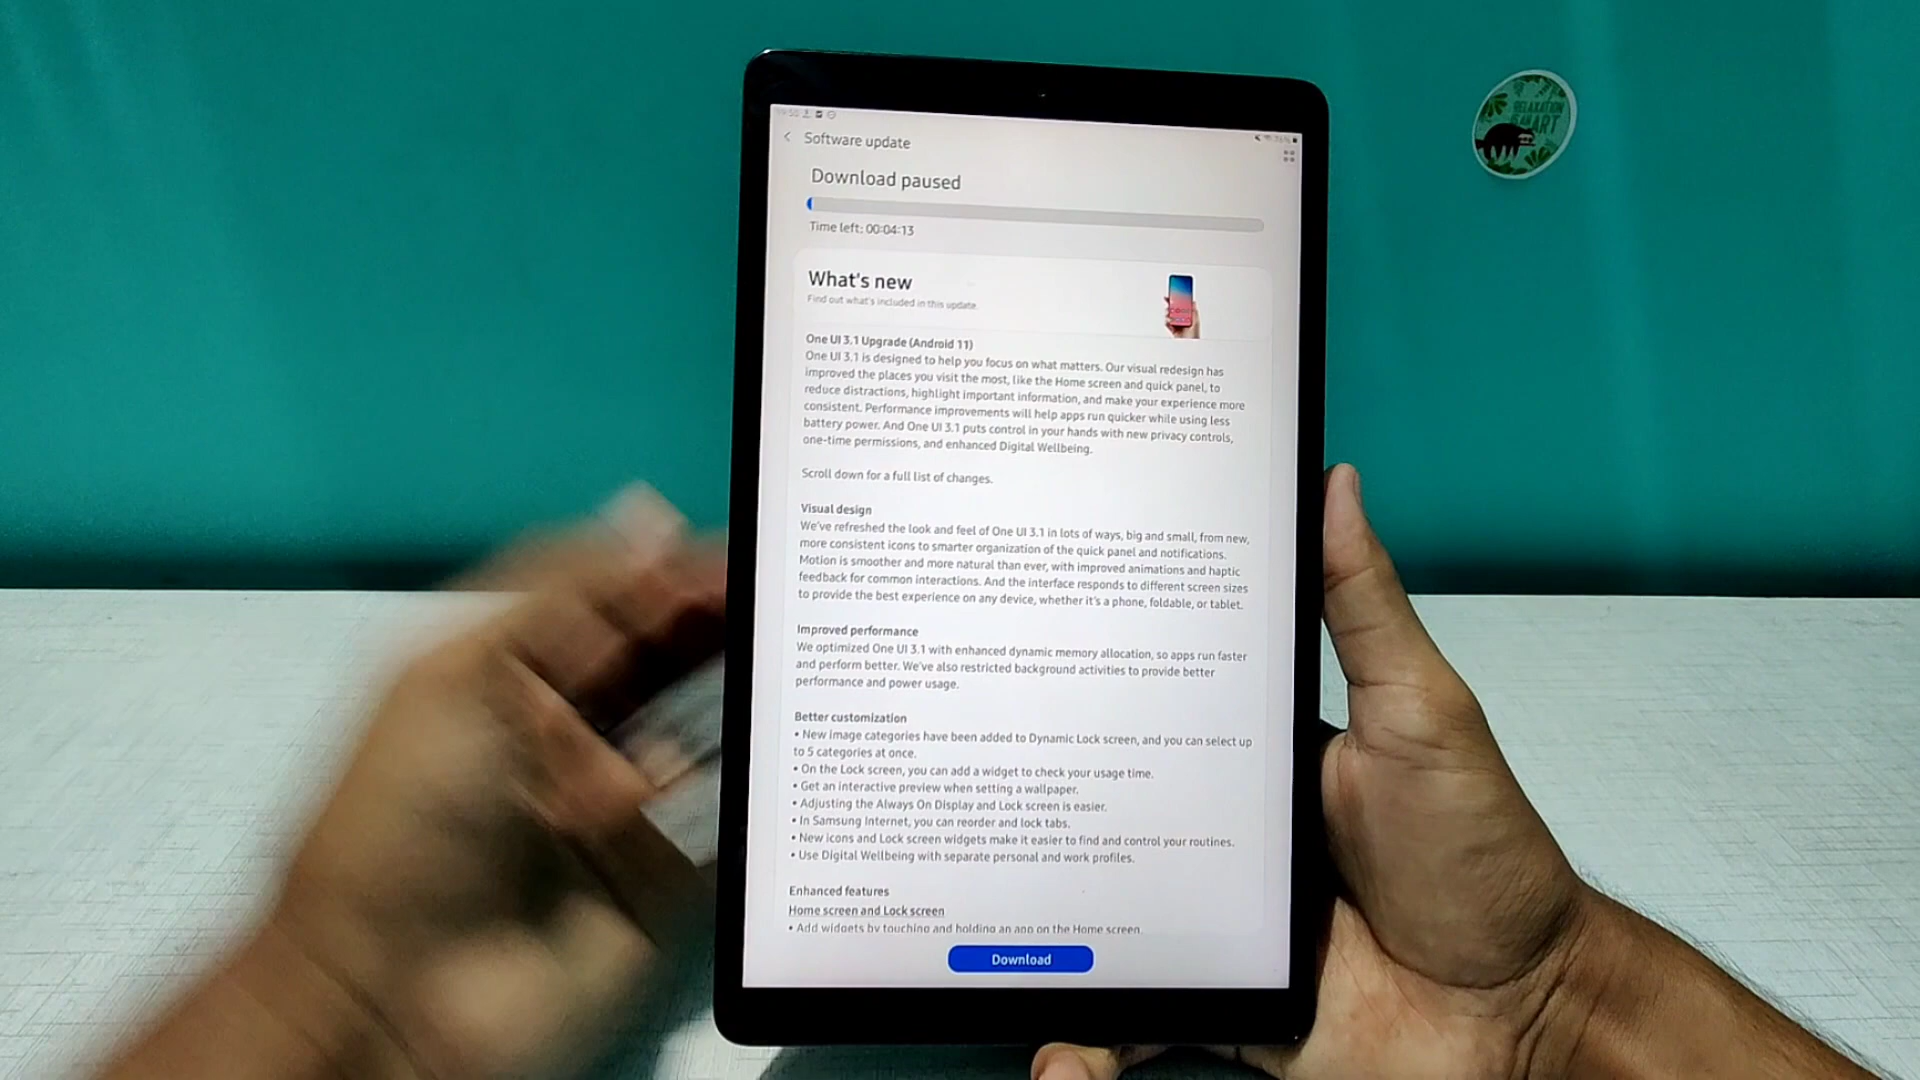 Software update
Download paused
Time left: 00:04:13
What's new
Find out what's included in this update.
One UI 3.1 Upgrade (Android 11)
One UI 3.1 is designed to help you focus on what matters. Our visual redesign has
improved the places you visit the most, like the Home screen and quick panel, to
reduce distractions, highlight important information, and make your experience more
consistent. Performance improvements will help apps run quicker while using less
battery power. And One UI 3.1 puts control in your hands with new privacy controls,
one-time permissions, and enhanced Digital Wellbeing.
Scroll down for a full list of changes.
Visual design
We've refreshed the look and feel of One UI 3.1 in lots of ways, big and small, from new,
more consistent icons to smarter organization of the quick panel and notifications.
Motion is smoother and more natural than ever, with improved animations and haptic
feedback for common interactions. And the interface responds to different screen sizes
to provide the best experience on any device, whether it's a phone, foldable, or tablet.
Improved performance
We optimized One UI 3.1 with enhanced dynamic memory allocation, so apps run faster
and perform better. We've also restricted background activities to provide better
performance and power usage.
Better customization
• New image categories have been added to Dynamic Lock screen, and you can select up
to 5 categories at once.
• On the Lock screen, you can add a widget to check your usage time.
• Get an interactive preview when setting a wallpaper.
• Adjusting the Always On Display and Lock screen is easier.
• In Samsung Internet, you can reorder and lock tabs.
• New icons and Lock screen widgets make it easier to find and control your routines.
• Use Digital Wellbeing with separate personal and work profiles.
Enhanced features
Home screen and Lock screen
• Add widgets by touching and holding an app on the Home screen.
Download
RELAXATION
ART